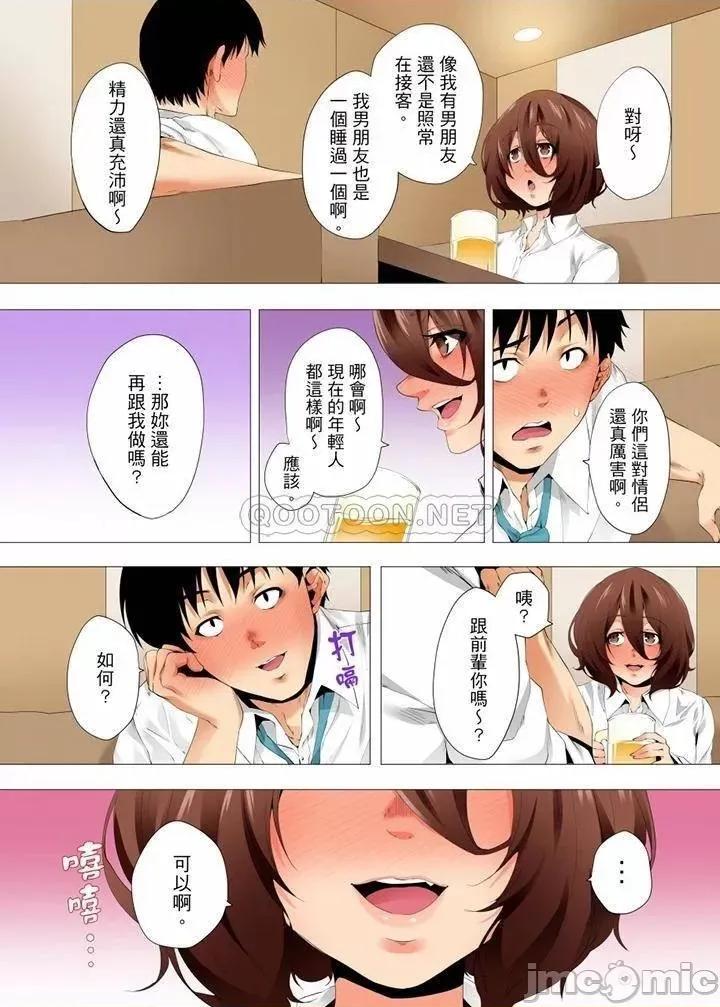 對呀~
像我有男朋友
還不是照常
在接客。
我男朋友也是
一個睡過一個啊。
精力還真充沛啊~
你們這對情侶
還真厲害啊。
哪會啊~
現在的年輕人
都這樣啊~
應該。
…那妳還能
再跟我做嗎?
QOOTOON.NET
咦?
跟前輩你嗎~?
打嗝
如何?
…
可以啊。
嘻嘻…
jmcomic